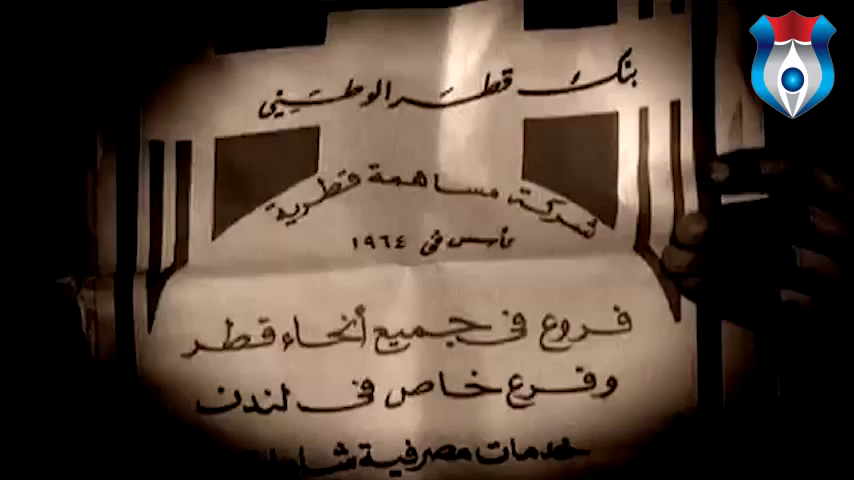 بنك قطر الوطني
شركة مساهمة قطرية
تأسس في ١٩٦٤
فروع في جميع أنحاء قطر
وفرع خاص في لندن
خدمات مصرفية